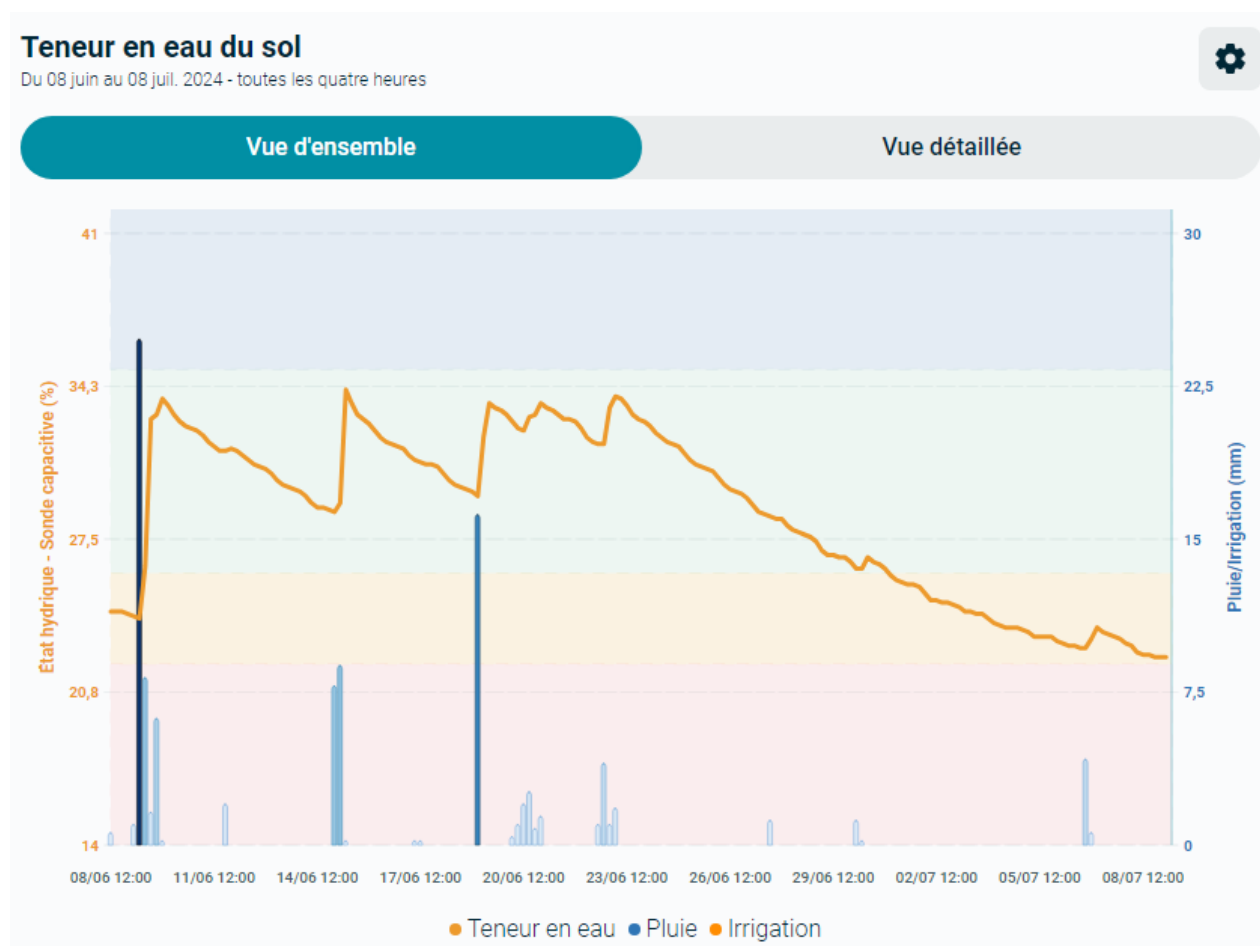 Teneur en eau du sol
Du 08 juin au 08 juil. 2024 - toutes les quatre heures
Vue d'ensemble
Vue détaillée
État hydrique - Sonde capacitive (%)
41
34,3
27,5
20,8
14
30
22,5
15
7,5
0
Pluie/Irrigation (mm)
08/06 12:00
11/06 12:00
14/06 12:00
17/06 12:00
20/06 12:00
23/06 12:00
26/06 12:00
29/06 12:00
02/07 12:00
05/07 12:00
08/07 12:00
Teneur en eau
Pluie
Irrigation